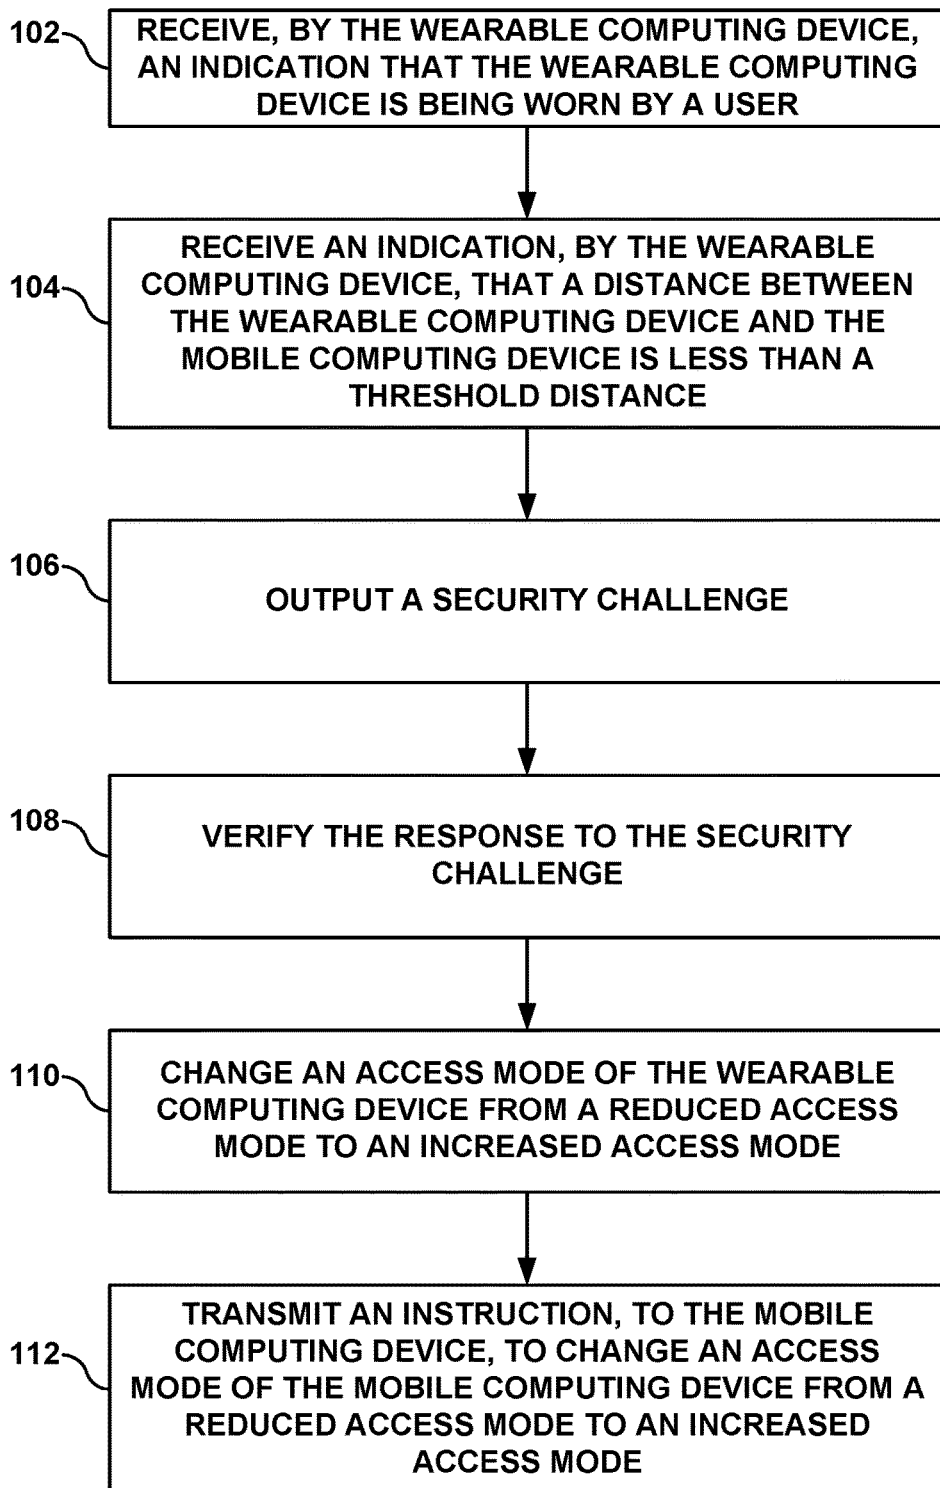 102
RECEIVE, BY THE WEARABLE COMPUTING DEVICE,
AN INDICATION THAT THE WEARABLE COMPUTING
DEVICE IS BEING WORN BY A USER
104
RECEIVE AN INDICATION, BY THE WEARABLE
COMPUTING DEVICE, THAT A DISTANCE BETWEEN
THE WEARABLE COMPUTING DEVICE AND THE
MOBILE COMPUTING DEVICE IS LESS THAN A
THRESHOLD DISTANCE
106
OUTPUT A SECURITY CHALLENGE
108
VERIFY THE RESPONSE TO THE SECURITY
CHALLENGE
110
CHANGE AN ACCESS MODE OF THE WEARABLE
COMPUTING DEVICE FROM A REDUCED ACCESS
MODE TO AN INCREASED ACCESS MODE
112
TRANSMIT AN INSTRUCTION, TO THE MOBILE
COMPUTING DEVICE, TO CHANGE AN ACCESS
MODE OF THE MOBILE COMPUTING DEVICE FROM A
REDUCED ACCESS MODE TO AN INCREASED
ACCESS MODE